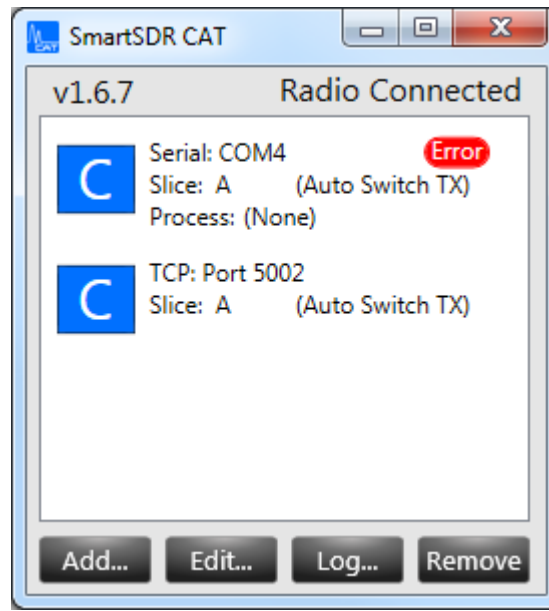 CAT
SmartSDR CAT
v1.6.7 Radio Connected
C
Serial: COM4 Error
Slice: A (Auto Switch TX)
Process: (None)
C
TCP: Port 5002
Slice: A (Auto Switch TX)
Add... Edit... Log... Remove